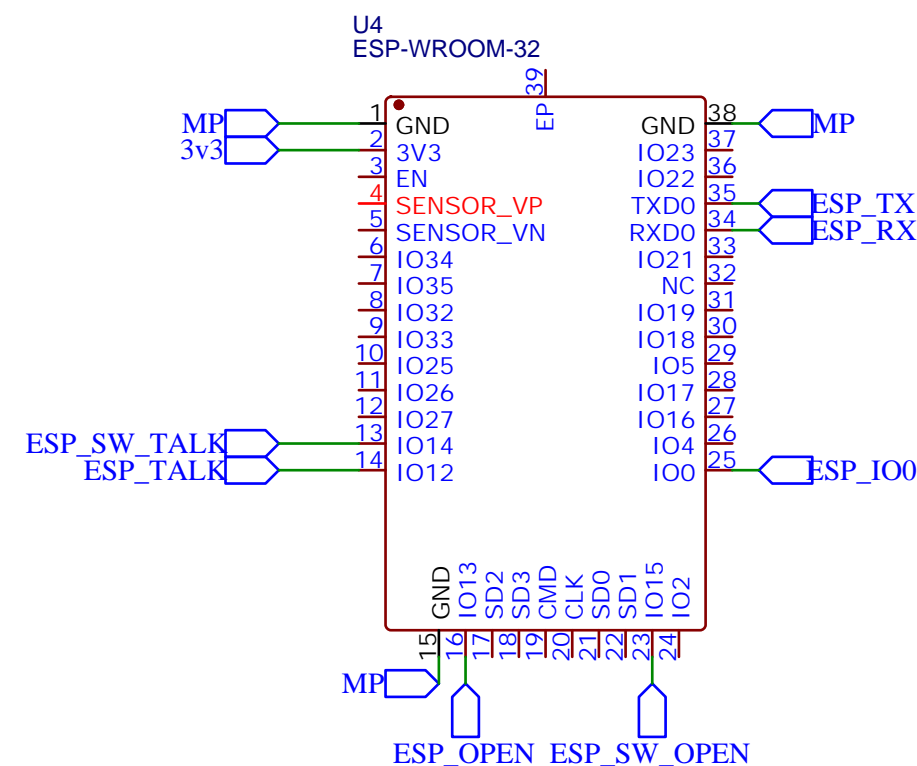 U4
ESP-WROOM-32
39
EP
MP 1 GND
3v3 2 3V3
3 EN
4 SENSOR_VP
5 SENSOR_VN
6 IO34
7 IO35
8 IO32
9 IO33
10 IO25
11 IO26
12 IO27
ESP_SW_TALK 13 IO14
ESP_TALK 14 IO12
GND 38 MP
IO23 37
IO22 36
TXD0 35 ESP_TX
RXD0 34 ESP_RX
IO21 33
NC 32
IO19 31
IO18 30
IO5 29
IO17 28
IO16 27
IO4 26
IO0 25 ESP_IO0
GND IO13 SD2 SD3 CMD CLK SD0 SD1 IO15 IO2
15 16 17 18 19 20 21 22 23 24
MP
ESP_OPEN ESP_SW_OPEN